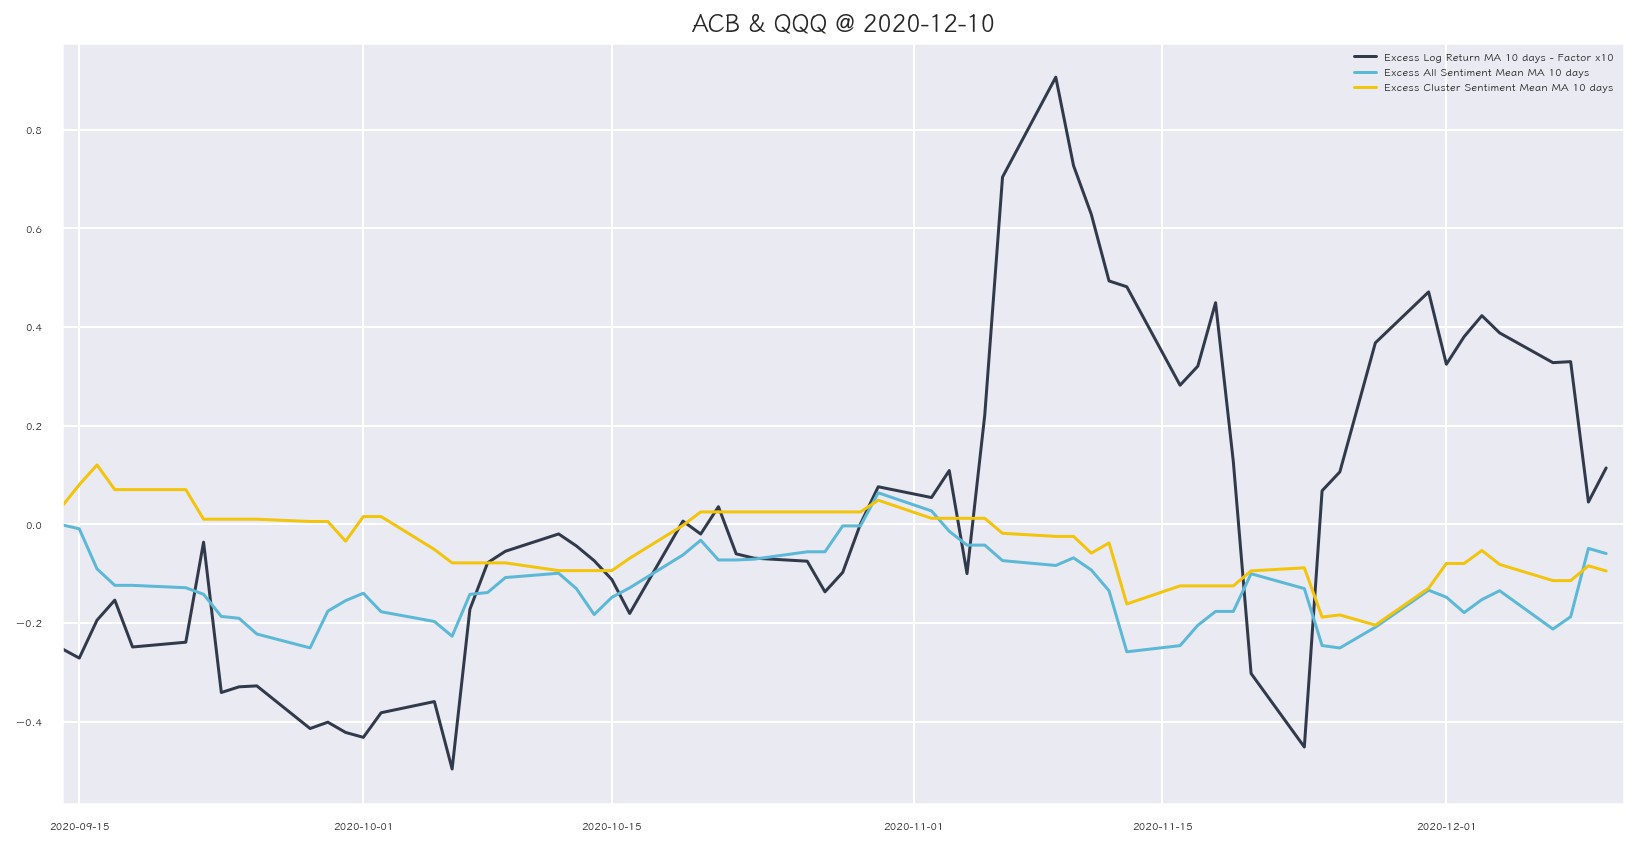 ACB & QQQ @ 2020-12-10
Excess Log Return MA 10 days - Factor x10
Excess All Sentiment Mean MA 10 days
Excess Cluster Sentiment Mean MA 10 days
0.8
0.6
0.4
0.2
0.0
−0.2
−0.4
2020-09-15 2020-10-01 2020-10-15 2020-11-01 2020-11-15 2020-12-01